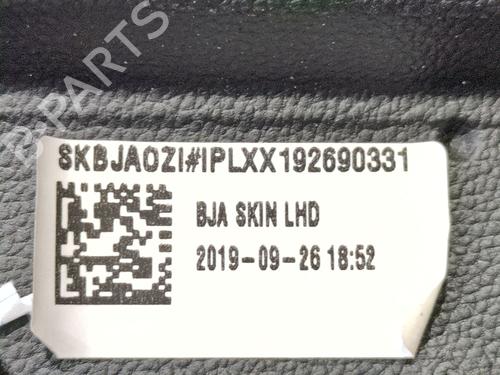 SKBJAOZI#IPLXX192690331
BJA SKIN LHD
2019-09-26 18:52
B-PARTS